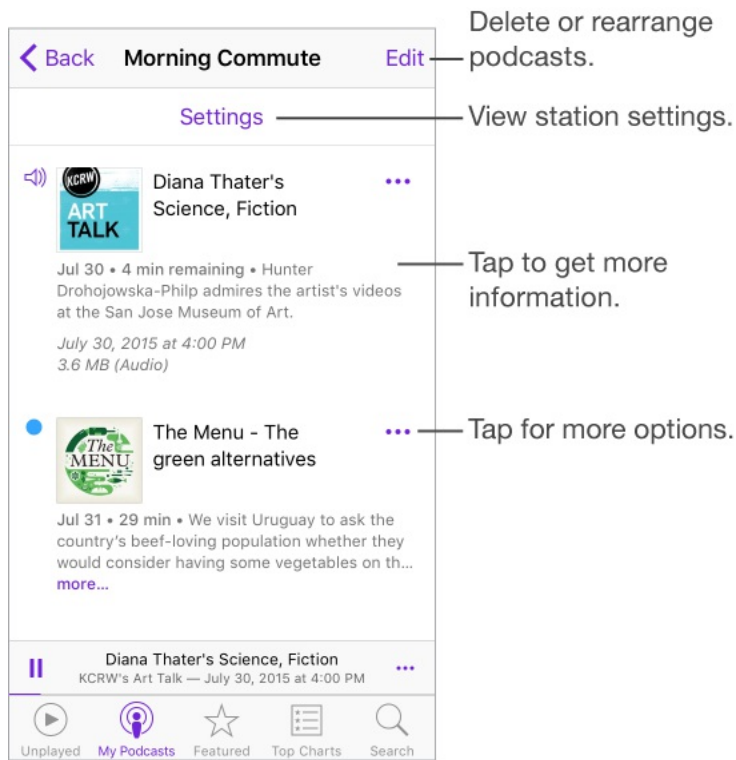 Delete or rearrange
podcasts.
Back Morning Commute Edit
Settings
View station settings.
KCRW
ART
TALK
Diana Thater's
Science, Fiction
Tap to get more
information.
Jul 30 • 4 min remaining • Hunter
Drohojowska-Philp admires the artist's videos
at the San Jose Museum of Art.
July 30, 2015 at 4:00 PM
3.6 MB (Audio)
The
MENU
The Menu - The
green alternatives
Tap for more options.
Jul 31 • 29 min • We visit Uruguay to ask the
country's beef-loving population whether they
would consider having some vegetables on th...
more...
Diana Thater's Science, Fiction
KCRW's Art Talk — July 30, 2015 at 4:00 PM
Unplayed My Podcasts Featured Top Charts Search